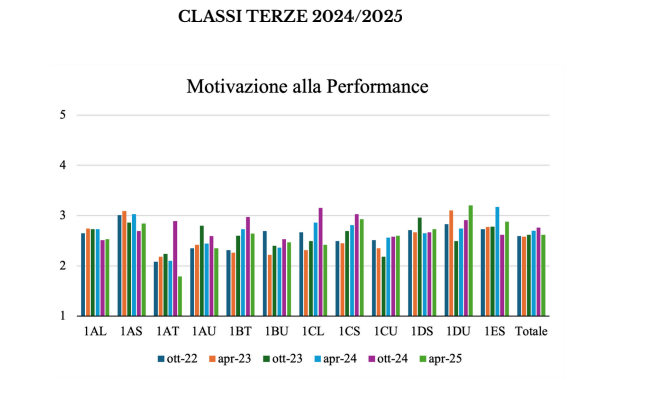 CLASSI TERZE 2024/2025
Motivazione alla Performance
5
4
3
2
1
1AL 1AS 1AT 1AU 1BT 1BU 1CL 1CS 1CU 1DS 1DU 1ES Totale
ott-22 apr-23 ott-23 apr-24 ott-24 apr-25